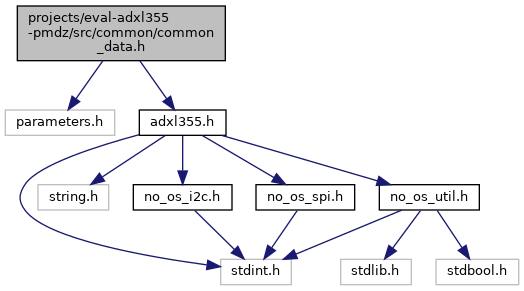 projects/eval-adxl355
-pmdz/src/common/common
_data.h
parameters.h
adxl355.h
string.h
no_os_i2c.h
no_os_spi.h
no_os_util.h
stdint.h
stdlib.h
stdbool.h